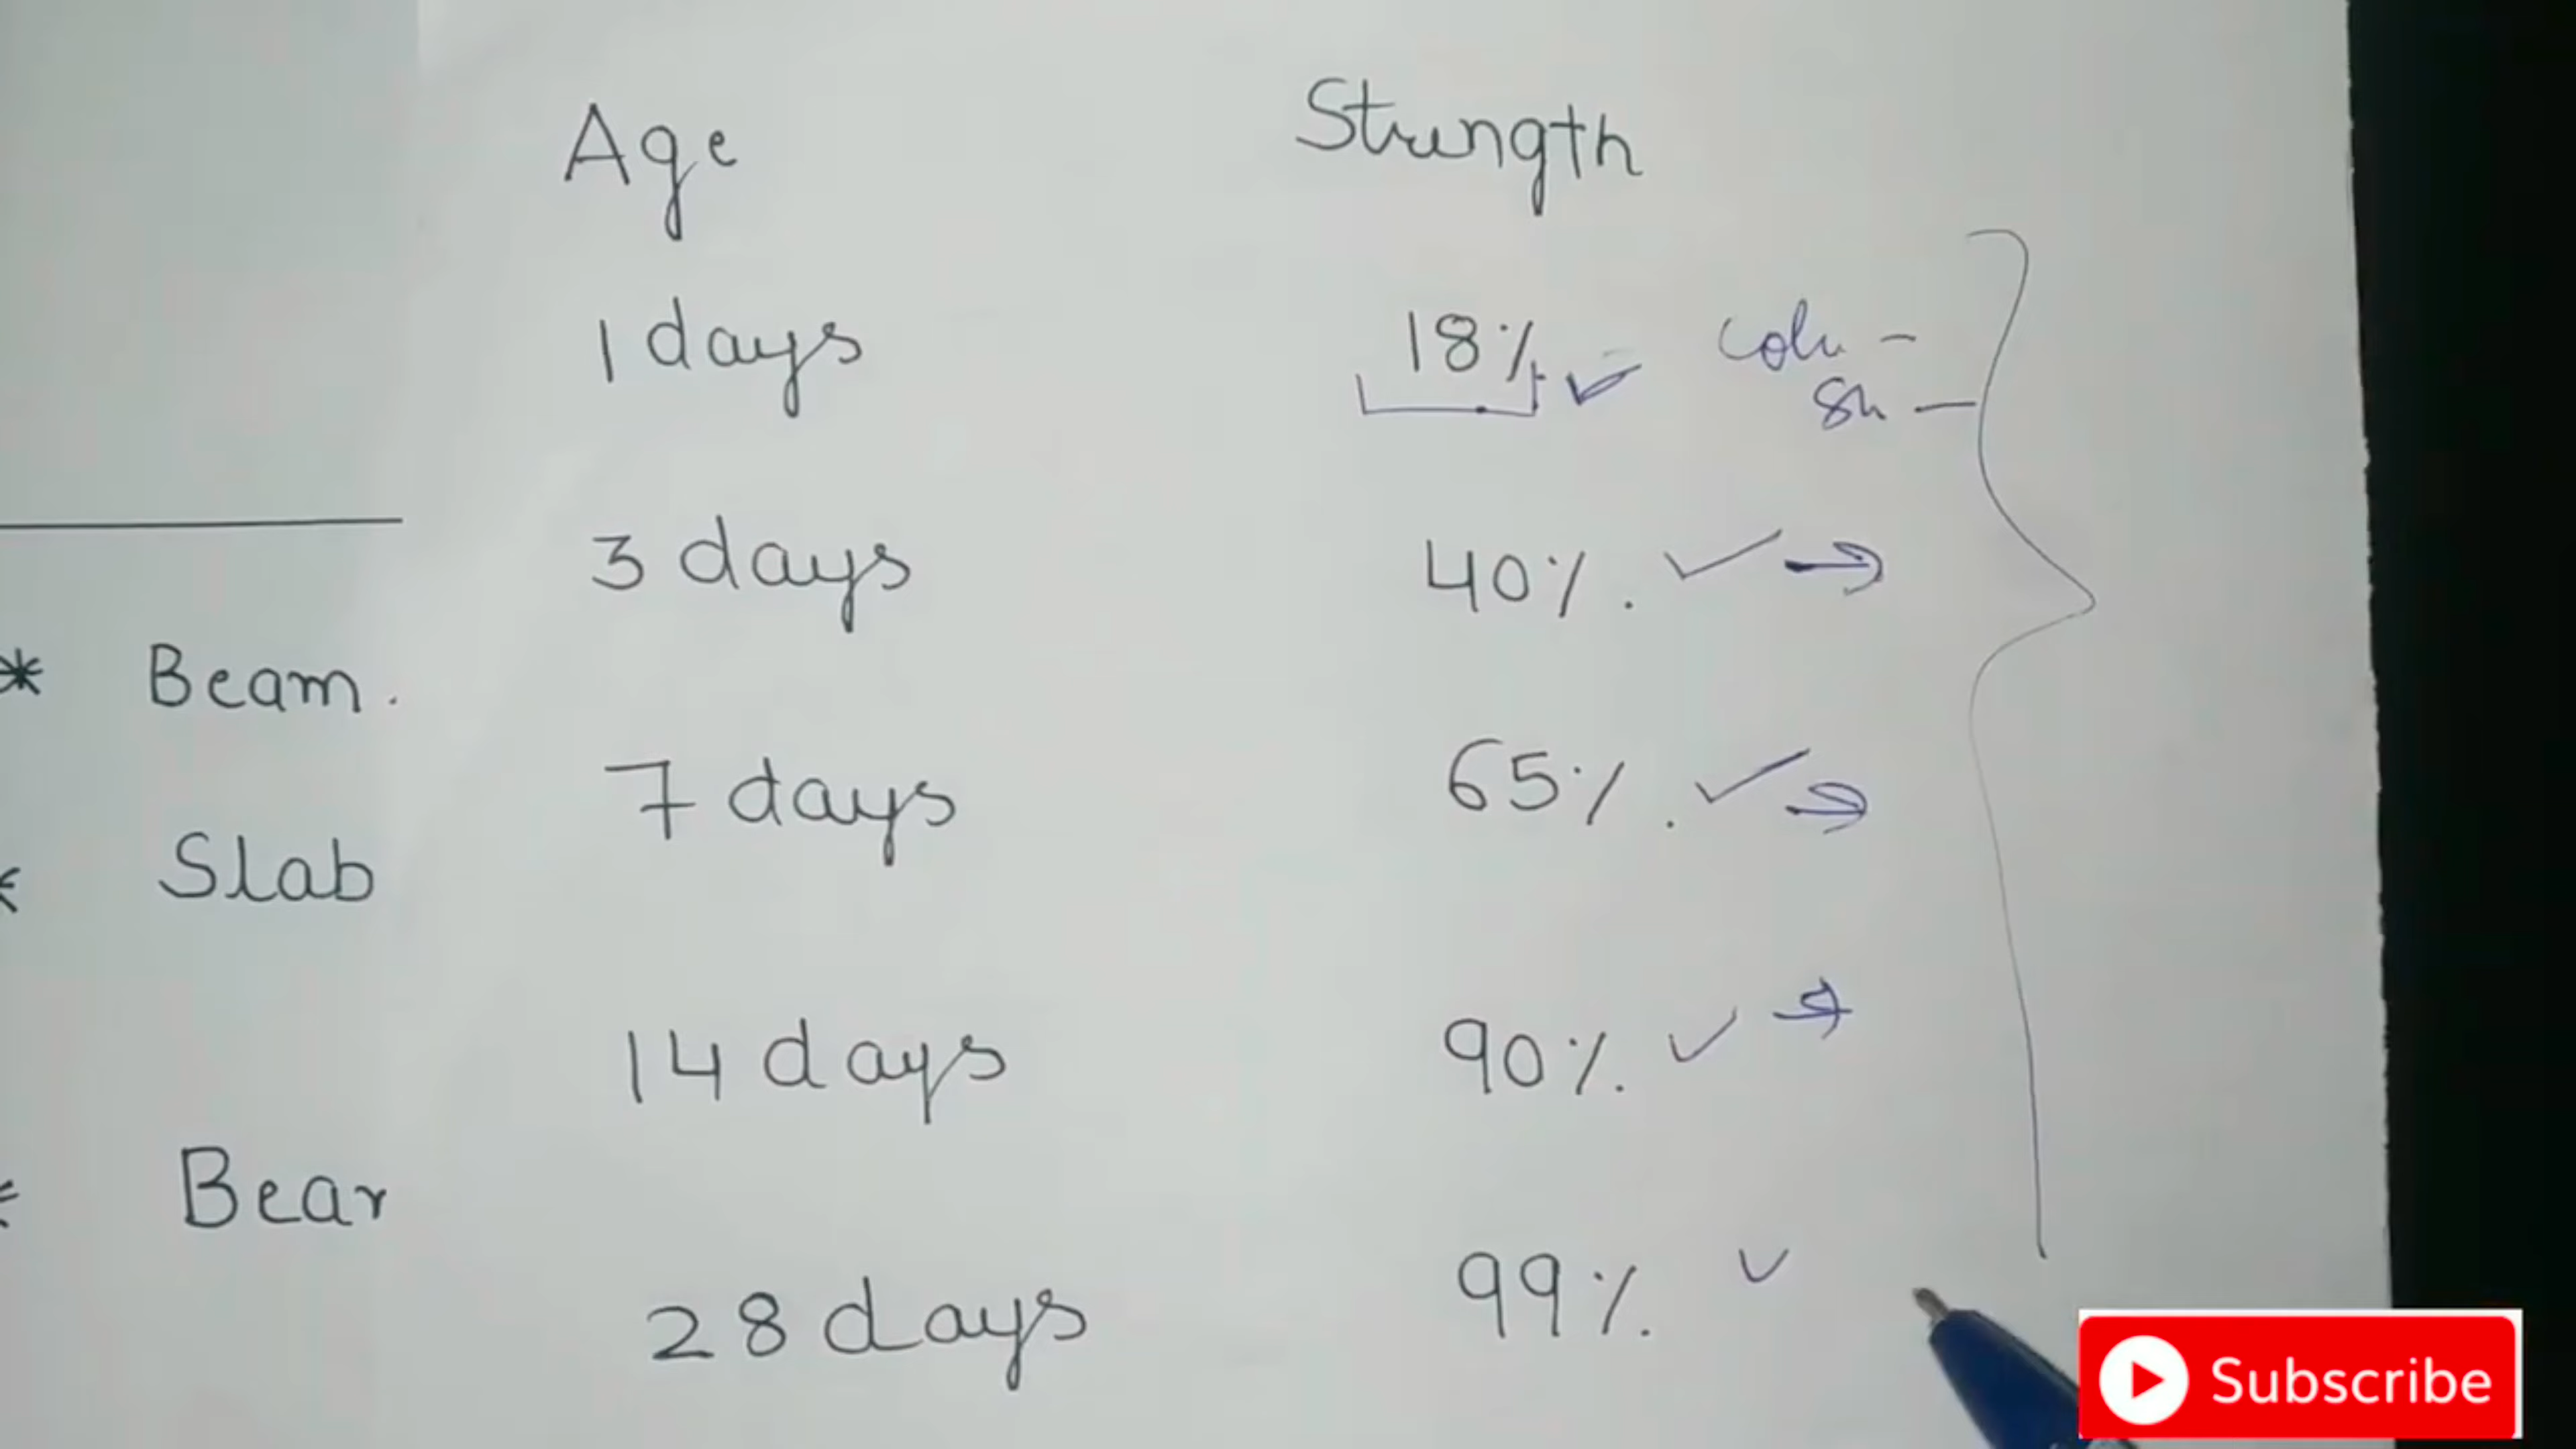 Age Strength
1 days 18%
3 days 40%.
* Beam.
7 days 65%.
Slab
14 days 90%.
Bear
28 days 99%.
Subscribe